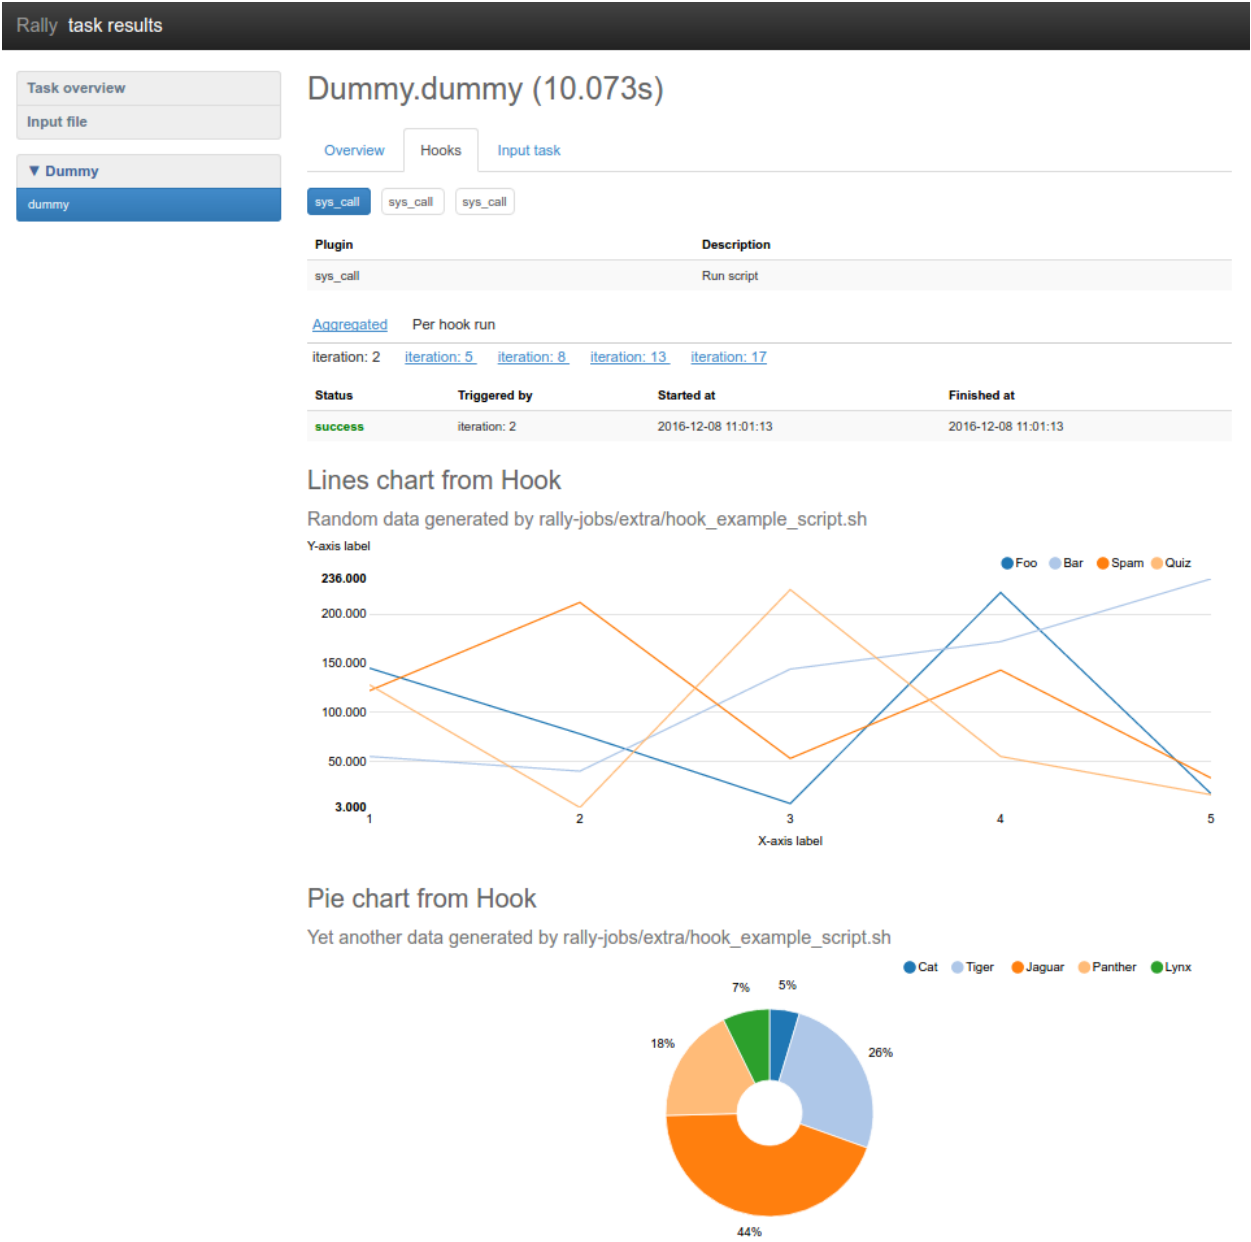 Rally task results
Task overview
Input file
▼ Dummy
dummy
Dummy.dummy (10.073s)
Overview Hooks Input task
sys_call sys_call sys_call
Plugin Description
sys_call Run script
Aggregated Per hook run
iteration: 2 iteration: 5 iteration: 8 iteration: 13 iteration: 17
Status Triggered by Started at Finished at
success iteration: 2 2016-12-08 11:01:13 2016-12-08 11:01:13
Lines chart from Hook
Random data generated by rally-jobs/extra/hook_example_script.sh
Y-axis label
Foo Bar Spam Quiz
236.000
200.000
150.000
100.000
50.000
3.000
1 2 3 4 5
X-axis label
Pie chart from Hook
Yet another data generated by rally-jobs/extra/hook_example_script.sh
Cat Tiger Jaguar Panther Lynx
7% 5%
18%
26%
44%